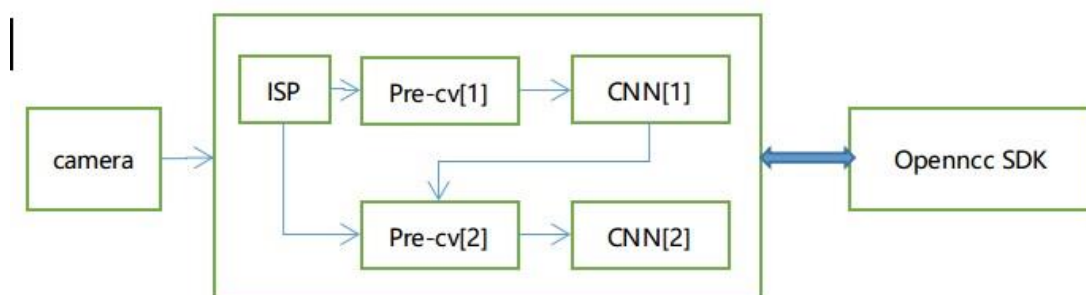 ISP
Pre-cv[1]
CNN[1]
camera
Openncc SDK
Pre-cv[2]
CNN[2]